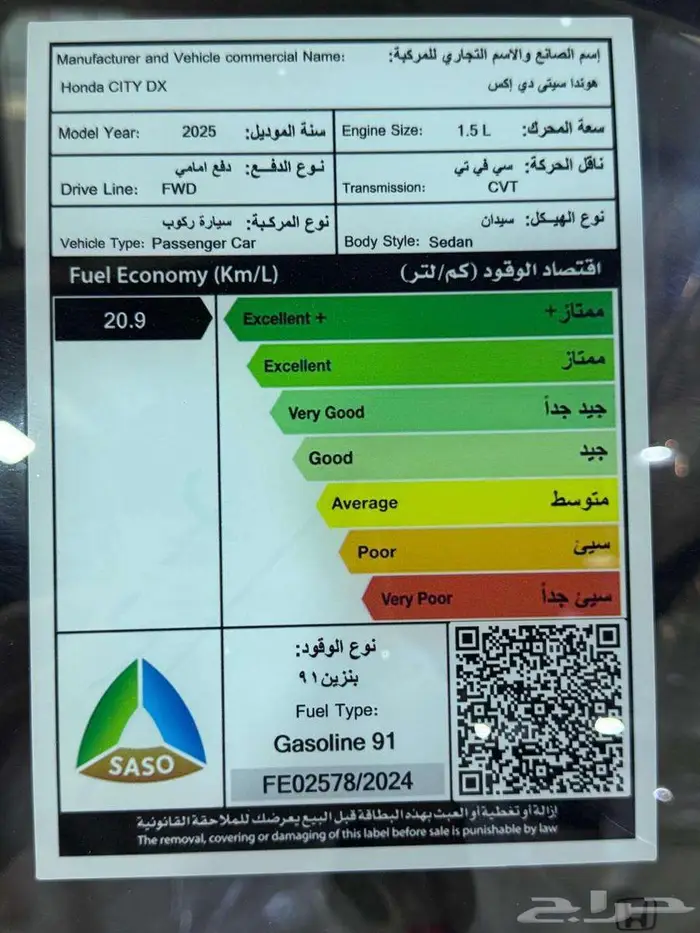 Manufacturer and Vehicle commercial Name: إسم الصانع والاسم التجاري للمركبة:
Honda CITY DX هوندا سيتى دي إكس
Model Year: 2025 سنة الموديل:
Engine Size: 1.5 L سعة المحرك:
نوع الدفع: دفع امامي
Drive Line: FWD
ناقل الحركة: سي في تي
Transmission: CVT
نوع المركبة: سيارة ركوب
Vehicle Type: Passenger Car
نوع الهيكل: سيدان
Body Style: Sedan
Fuel Economy (Km/L) اقتصاد الوقود (كم/لتر)
20.9
Excellent + ممتاز+
Excellent ممتاز
Very Good جيد جداً
Good جيد
Average متوسط
Poor سيئ
Very Poor سيئ جداً
SASO
نوع الوقود:
بنزين ٩١
Fuel Type:
Gasoline 91
FE02578/2024
إزالة أو تغطية أو العبث بهذه البطاقة قبل البيع يعرضك للملاحقة القانونية
The removal, covering or damaging of this label before sale is punishable by law
حراج